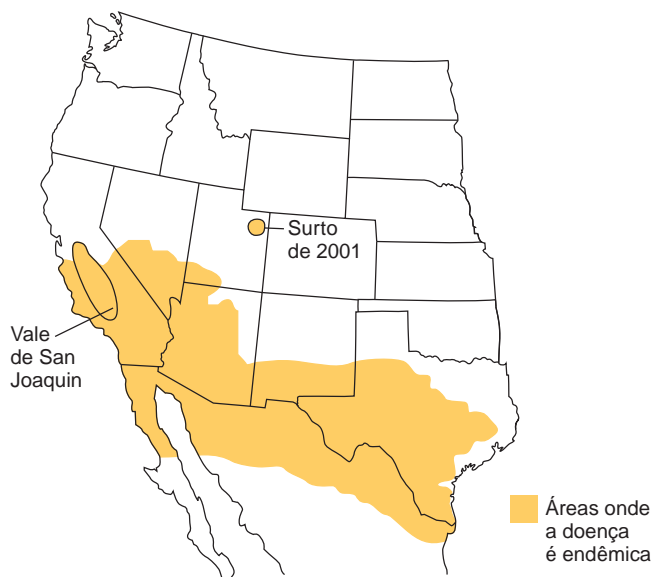 Surto
de 2001
Vale
de San
Joaquin
Áreas onde
a doença
é endêmica